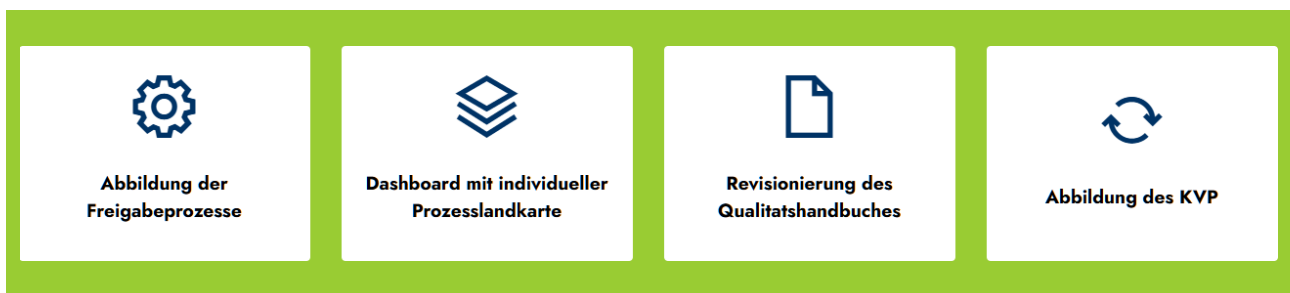 Abbildung der
Freigabeprozesse
Dashboard mit individueller
Prozesslandkarte
Revisionierung des
Qualitatshandbuches
Abbildung des KVP